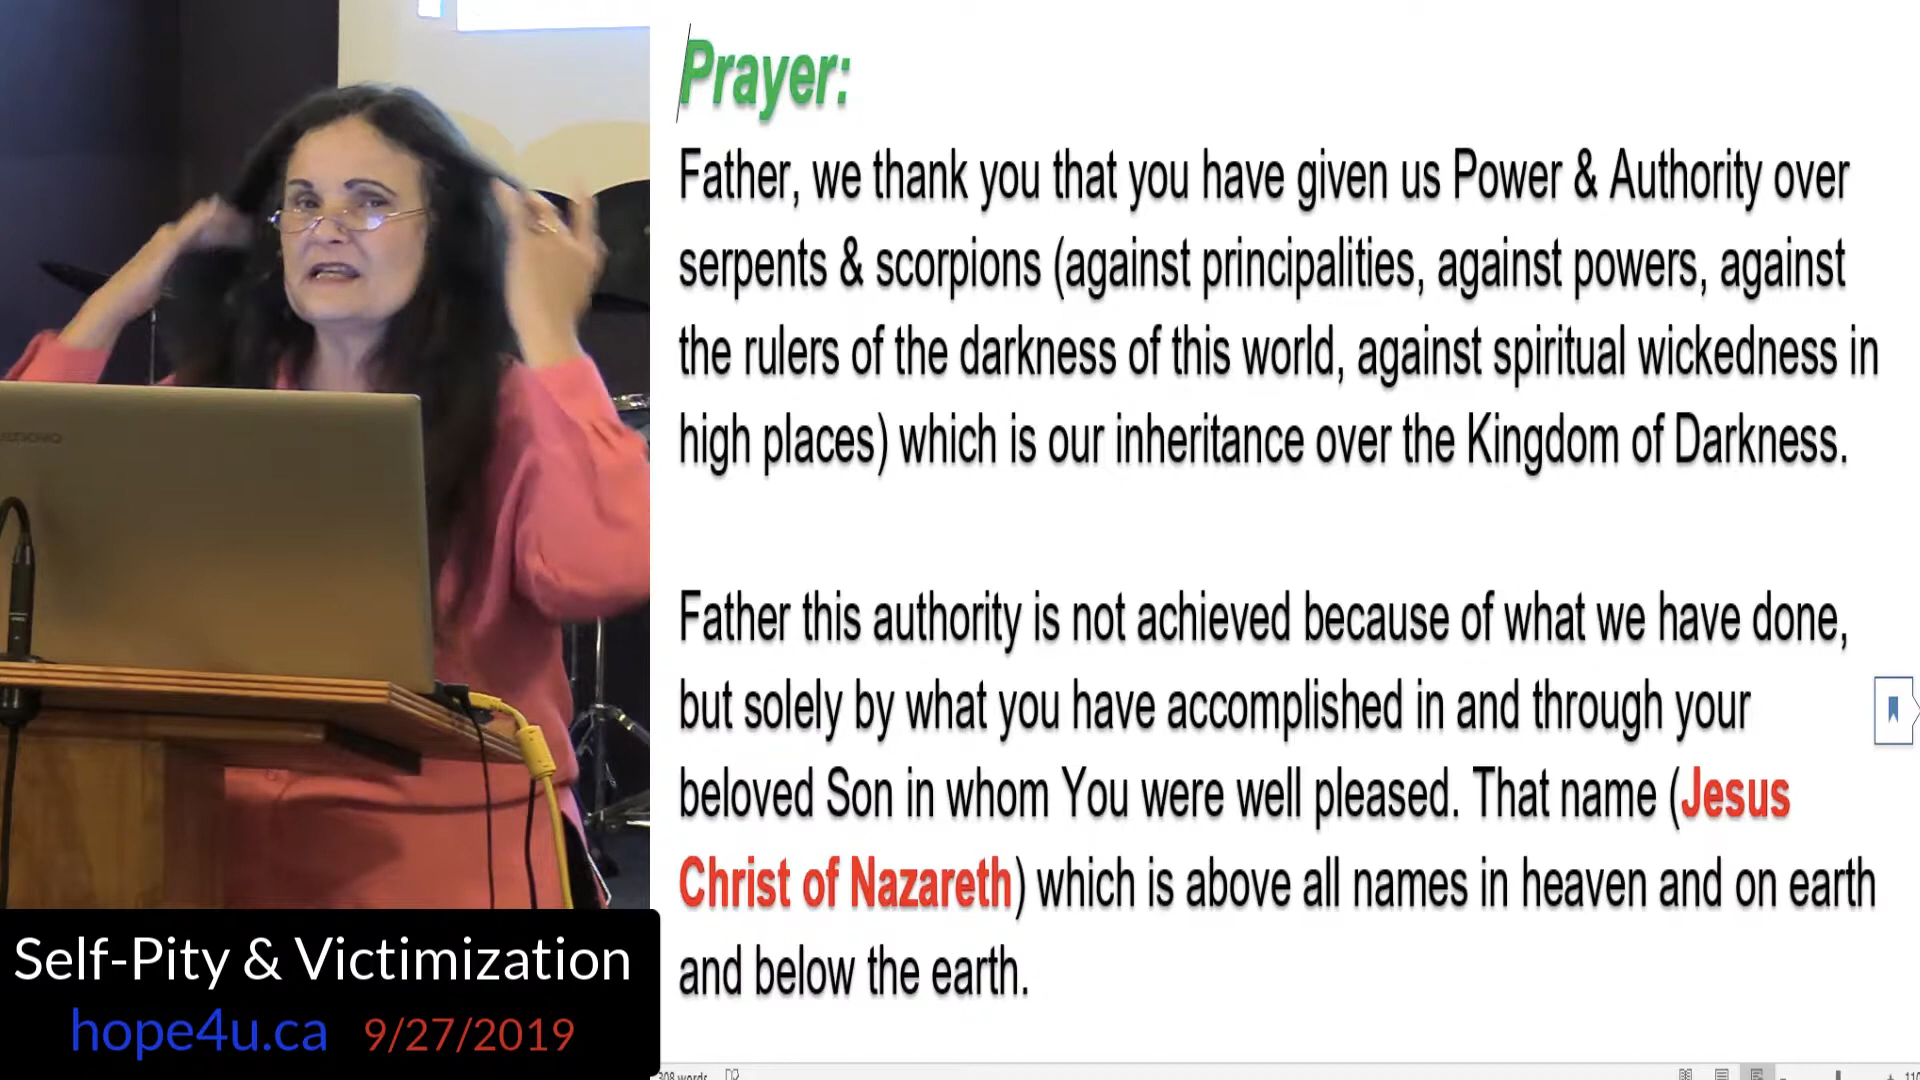 Prayer:
Father, we thank you that you have given us Power & Authority over
serpents & scorpions (against principalities, against powers, against
the rulers of the darkness of this world, against spiritual wickedness in
high places) which is our inheritance over the Kingdom of Darkness.
Father this authority is not achieved because of what we have done,
but solely by what you have accomplished in and through your
beloved Son in whom You were well pleased. That name (Jesus
Christ of Nazareth) which is above all names in heaven and on earth
and below the earth.
Self-Pity & Victimization
hope4u.ca 9/27/2019